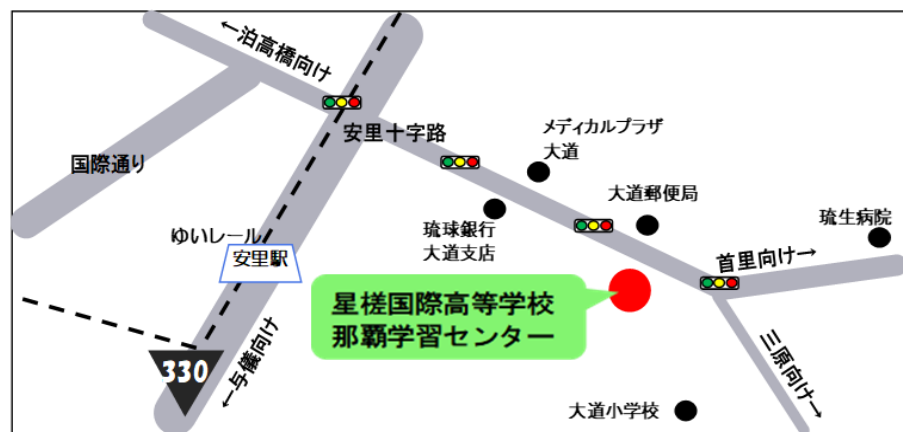 ←泊高橋向け
安里十字路
メディカルプラザ
大道
国際通り
大道郵便局
琉生病院
琉球銀行
大道支店
ゆいレール
安里駅
首里向け→
星槎国際高等学校
那覇学習センター
330
←与儀向け
三原向け→
大道小学校